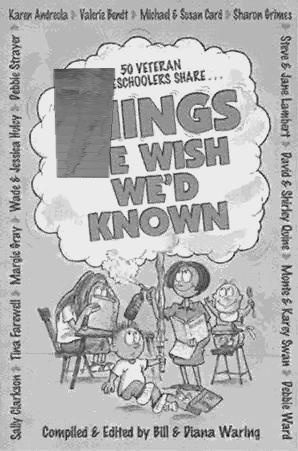 Karen Andreola Valerie Bendt Michael & Susan Card Sharon Grimes
Steve & Jane Lambert David & Shirley Quine Monte & Karey Swan Debbie Ward
Sally Clarkson Tina Farewell Margie Gray Wade & Jessica Hulcy Debbie Strayer
50 VETERAN
ESCHOOLERS SHARE...
INGS
E WISH
WE'D
KNOWN
Compiled & Edited by Bill & Diana Waring